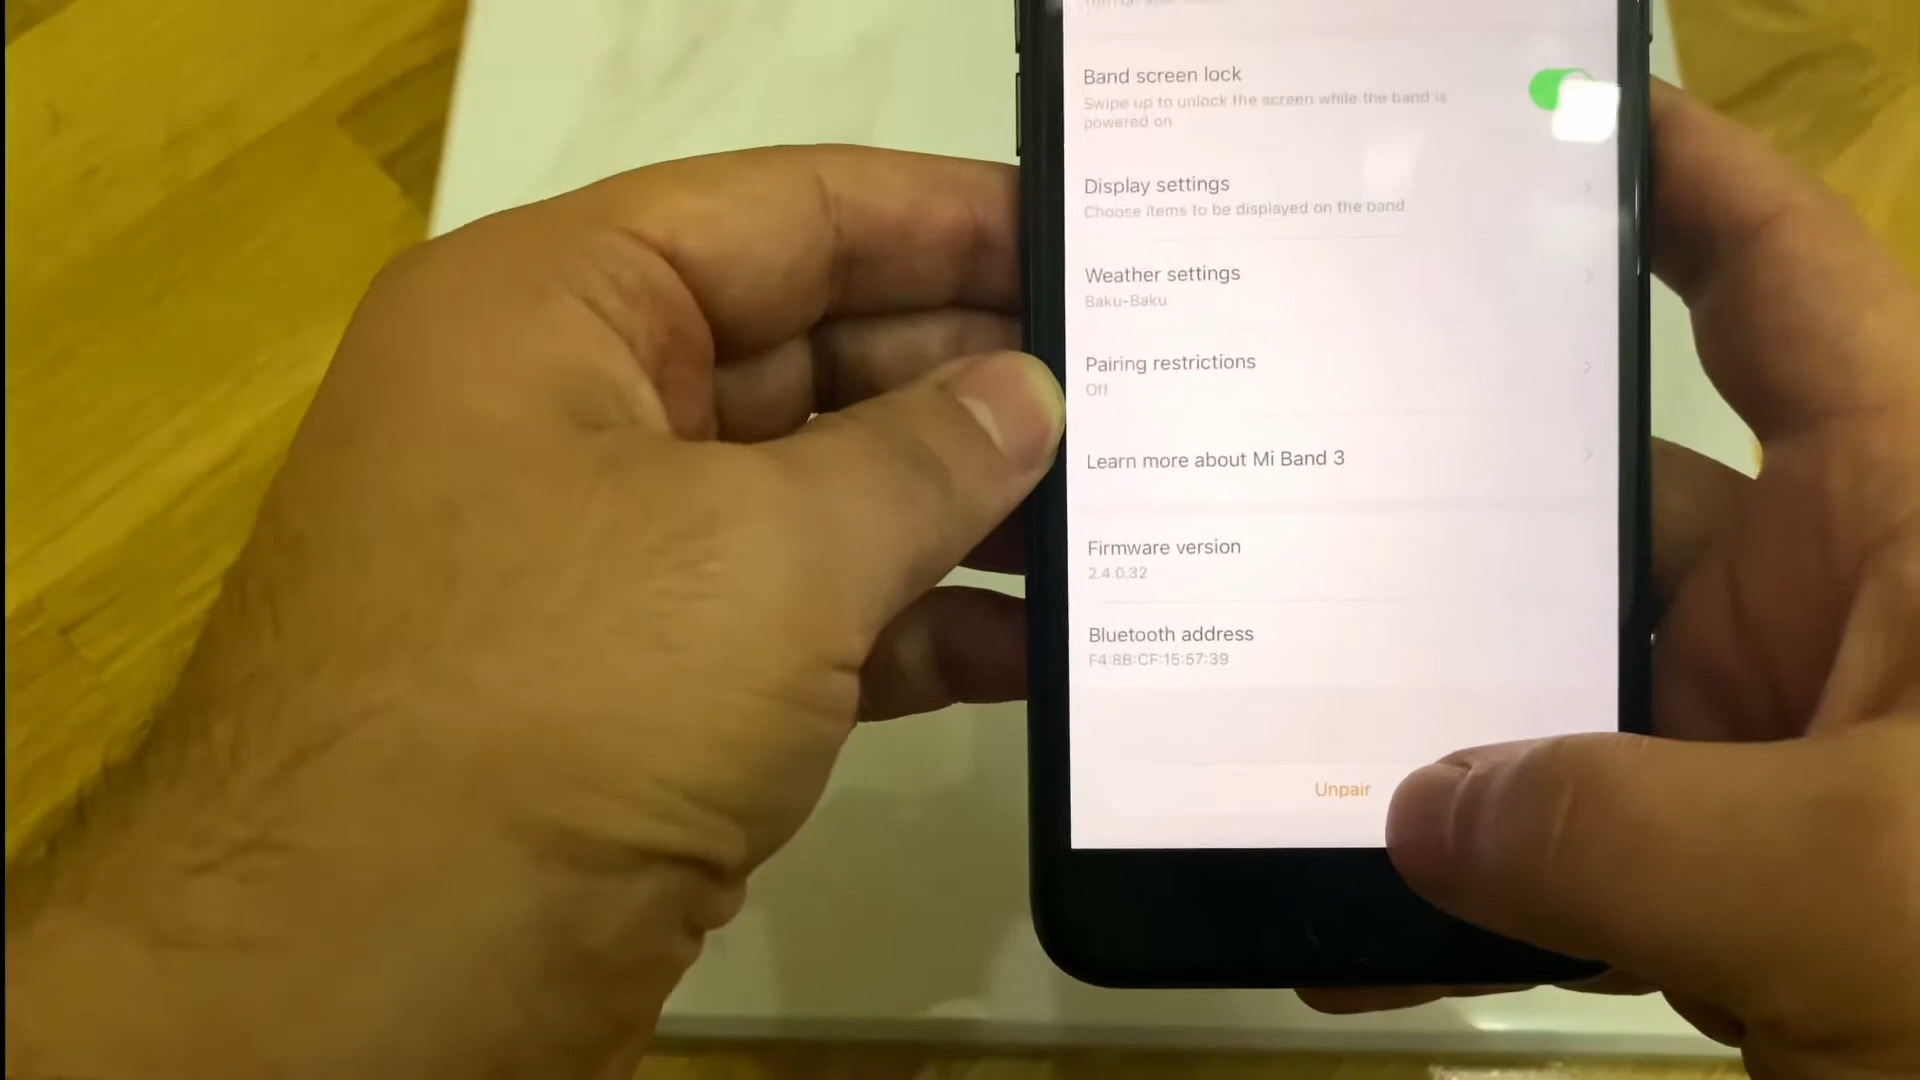 Band screen lock
Swipe up to unlock the screen while the band is
powered on
Display settings
Choose items to be displayed on the band
Weather settings
Baku-Baku
Pairing restrictions
Off
Learn more about Mi Band 3
Firmware version
2.4.0.32
Bluetooth address
F4:8B:CF:15:57:39
Unpair